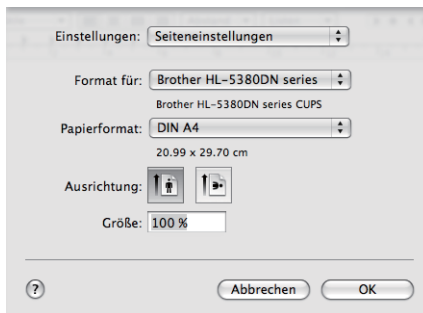 Einstellungen: Seiteneinstellungen
Format für: Brother HL-5380DN series
Brother HL-5380DN series CUPS
Papierformat: DIN A4
20.99 x 29.70 cm
Ausrichtung:
Größe: 100 %
? Abbrechen OK